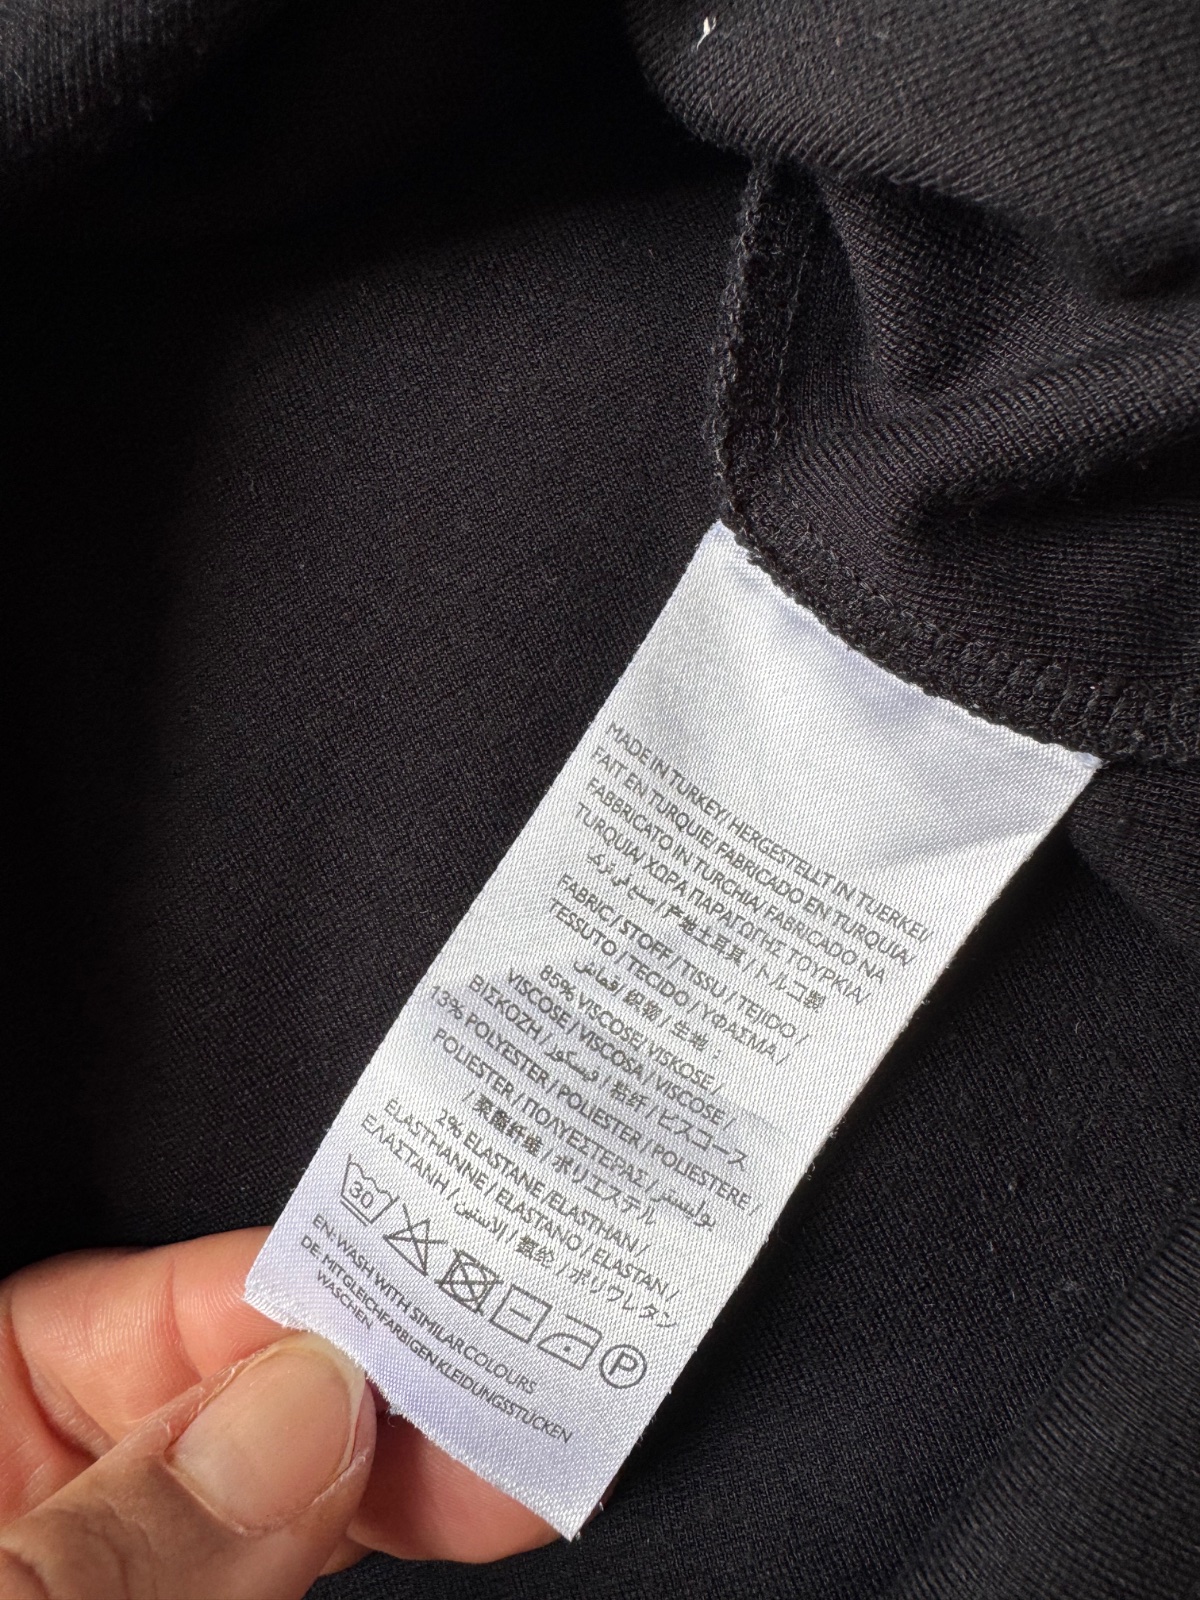 MADE IN TURKEY/ HERGESTELLT IN TUERKEI/
FAIT EN TURQUIE/ FABRICADO EN TURQUIA/
FABBRICATO IN TURCHIA/ FABRICADO NA
TURQUIA/ ΧΩΡΑ ΠΑΡΑΓΩΓΗΣ ΤΟΥΡΚΙΑ/
صنع في تركيا / 产地土耳其 / トルコ製
FABRIC / STOFF / TISSU / TEJIDO /
TESSUTO / TECIDO / ΥΦΑΣΜΑ /
قماش / 织物 / 生地 :
85% VISCOSE/ VISKOSE /
VISCOSE / VISCOSA / VISCOSE /
ΒΙΣΚΟΖΗ / فيسكوز / 粘纤 / ビスコース
13% POLYESTER / POLIESTER / POLIESTERE /
POLIESTER / ΠΟΛΥΕΣΤΕΡΑΣ / بوليستر
/ 聚酯纤维 / ポリエステル
2% ELASTANE /ELASTHAN /
ELASTHANNE / ELASTANO / ELASTAN /
ΕΛΑΣΤΑΝΗ / الاستين / 氨纶 / ポリウレタン
30 P
EN: WASH WITH SIMILAR COLOURS
DE: MIT GLEICHFARBIGEN KLEIDUNGSSTÜCKEN
WASCHEN